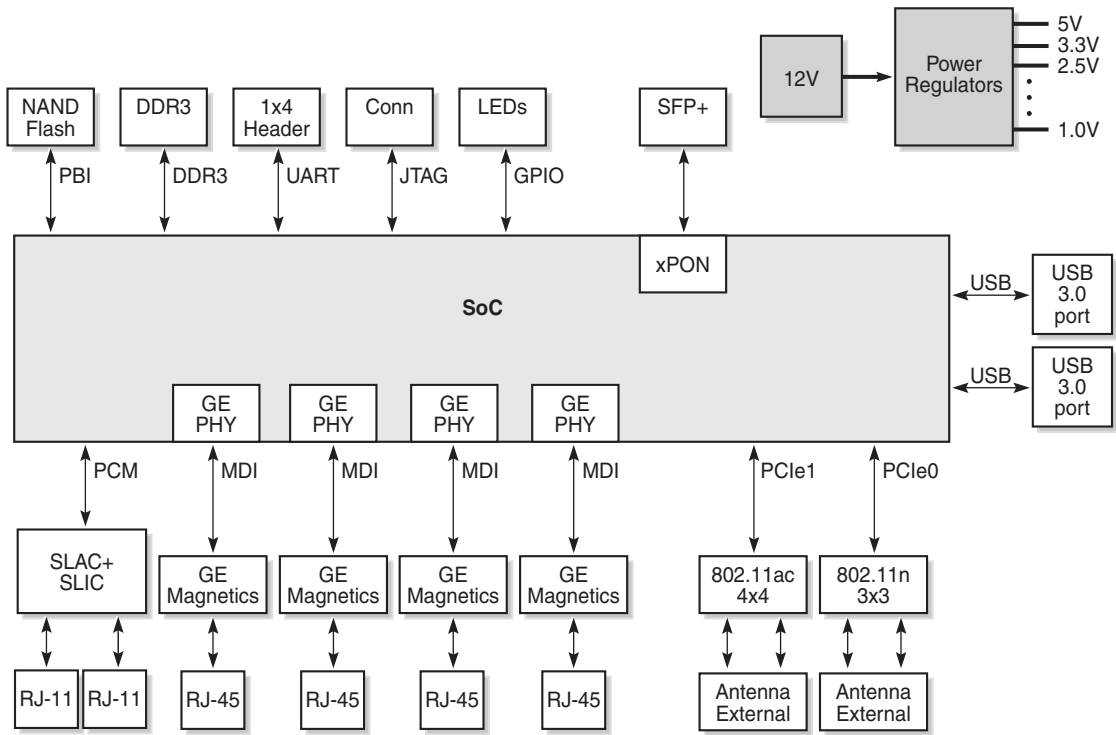 5V
3.3V
2.5V
1.0V
12V
Power
Regulators
NAND
Flash
DDR3
1x4
Header
Conn
LEDs
SFP+
PBI
DDR3
UART
JTAG
GPIO
xPON
SoC
USB
USB
3.0
port
USB
USB
3.0
port
GE
PHY
GE
PHY
GE
PHY
GE
PHY
PCM
MDI
MDI
MDI
MDI
PCIe1
PCIe0
SLAC+
SLIC
GE
Magnetics
GE
Magnetics
GE
Magnetics
GE
Magnetics
802.11ac
4x4
802.11n
3x3
RJ-11
RJ-11
RJ-45
RJ-45
RJ-45
RJ-45
Antenna
External
Antenna
External